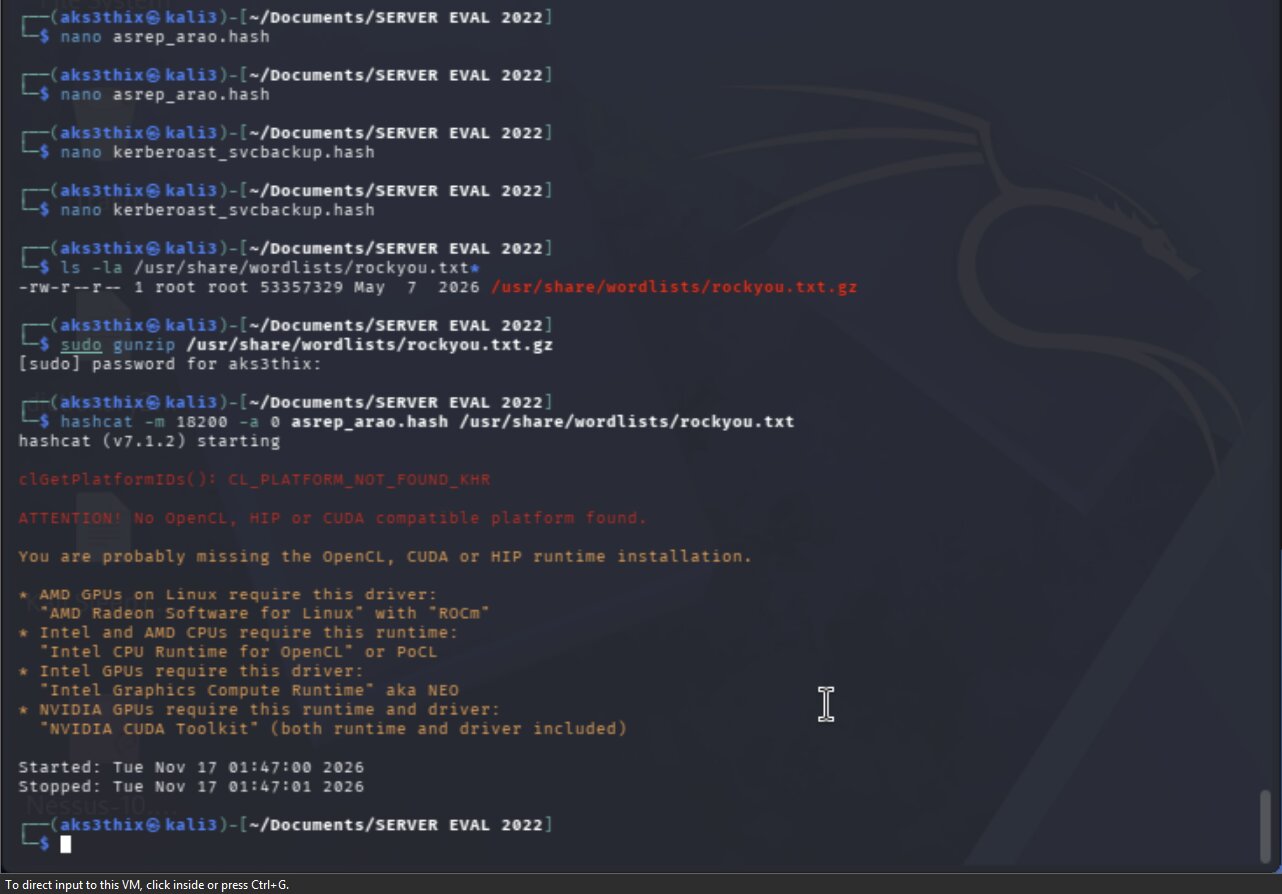 ┌──(aks3thix㉿kali3)-[~/Documents/SERVER EVAL 2022]
└─$ nano asrep_arao.hash
┌──(aks3thix㉿kali3)-[~/Documents/SERVER EVAL 2022]
└─$ nano asrep_arao.hash
┌──(aks3thix㉿kali3)-[~/Documents/SERVER EVAL 2022]
└─$ nano kerberoast_svcbackup.hash
┌──(aks3thix㉿kali3)-[~/Documents/SERVER EVAL 2022]
└─$ nano kerberoast_svcbackup.hash
┌──(aks3thix㉿kali3)-[~/Documents/SERVER EVAL 2022]
└─$ ls -la /usr/share/wordlists/rockyou.txt*
-rw-r--r-- 1 root root 53357329 May  7  2026 /usr/share/wordlists/rockyou.txt.gz
┌──(aks3thix㉿kali3)-[~/Documents/SERVER EVAL 2022]
└─$ sudo gunzip /usr/share/wordlists/rockyou.txt.gz
[sudo] password for aks3thix:
┌──(aks3thix㉿kali3)-[~/Documents/SERVER EVAL 2022]
└─$ hashcat -m 18200 -a 0 asrep_arao.hash /usr/share/wordlists/rockyou.txt
hashcat (v7.1.2) starting
clGetPlatformIDs(): CL_PLATFORM_NOT_FOUND_KHR
ATTENTION! No OpenCL, HIP or CUDA compatible platform found.
You are probably missing the OpenCL, CUDA or HIP runtime installation.
* AMD GPUs on Linux require this driver:
"AMD Radeon Software for Linux" with "ROCm"
* Intel and AMD CPUs require this runtime:
"Intel CPU Runtime for OpenCL" or PoCL
* Intel GPUs require this driver:
"Intel Graphics Compute Runtime" aka NEO
* NVIDIA GPUs require this runtime and driver:
"NVIDIA CUDA Toolkit" (both runtime and driver included)
Started: Tue Nov 17 01:47:00 2026
Stopped: Tue Nov 17 01:47:01 2026
Nessus-10....
┌──(aks3thix㉿kali3)-[~/Documents/SERVER EVAL 2022]
└─$
To direct input to this VM, click inside or press Ctrl+G.